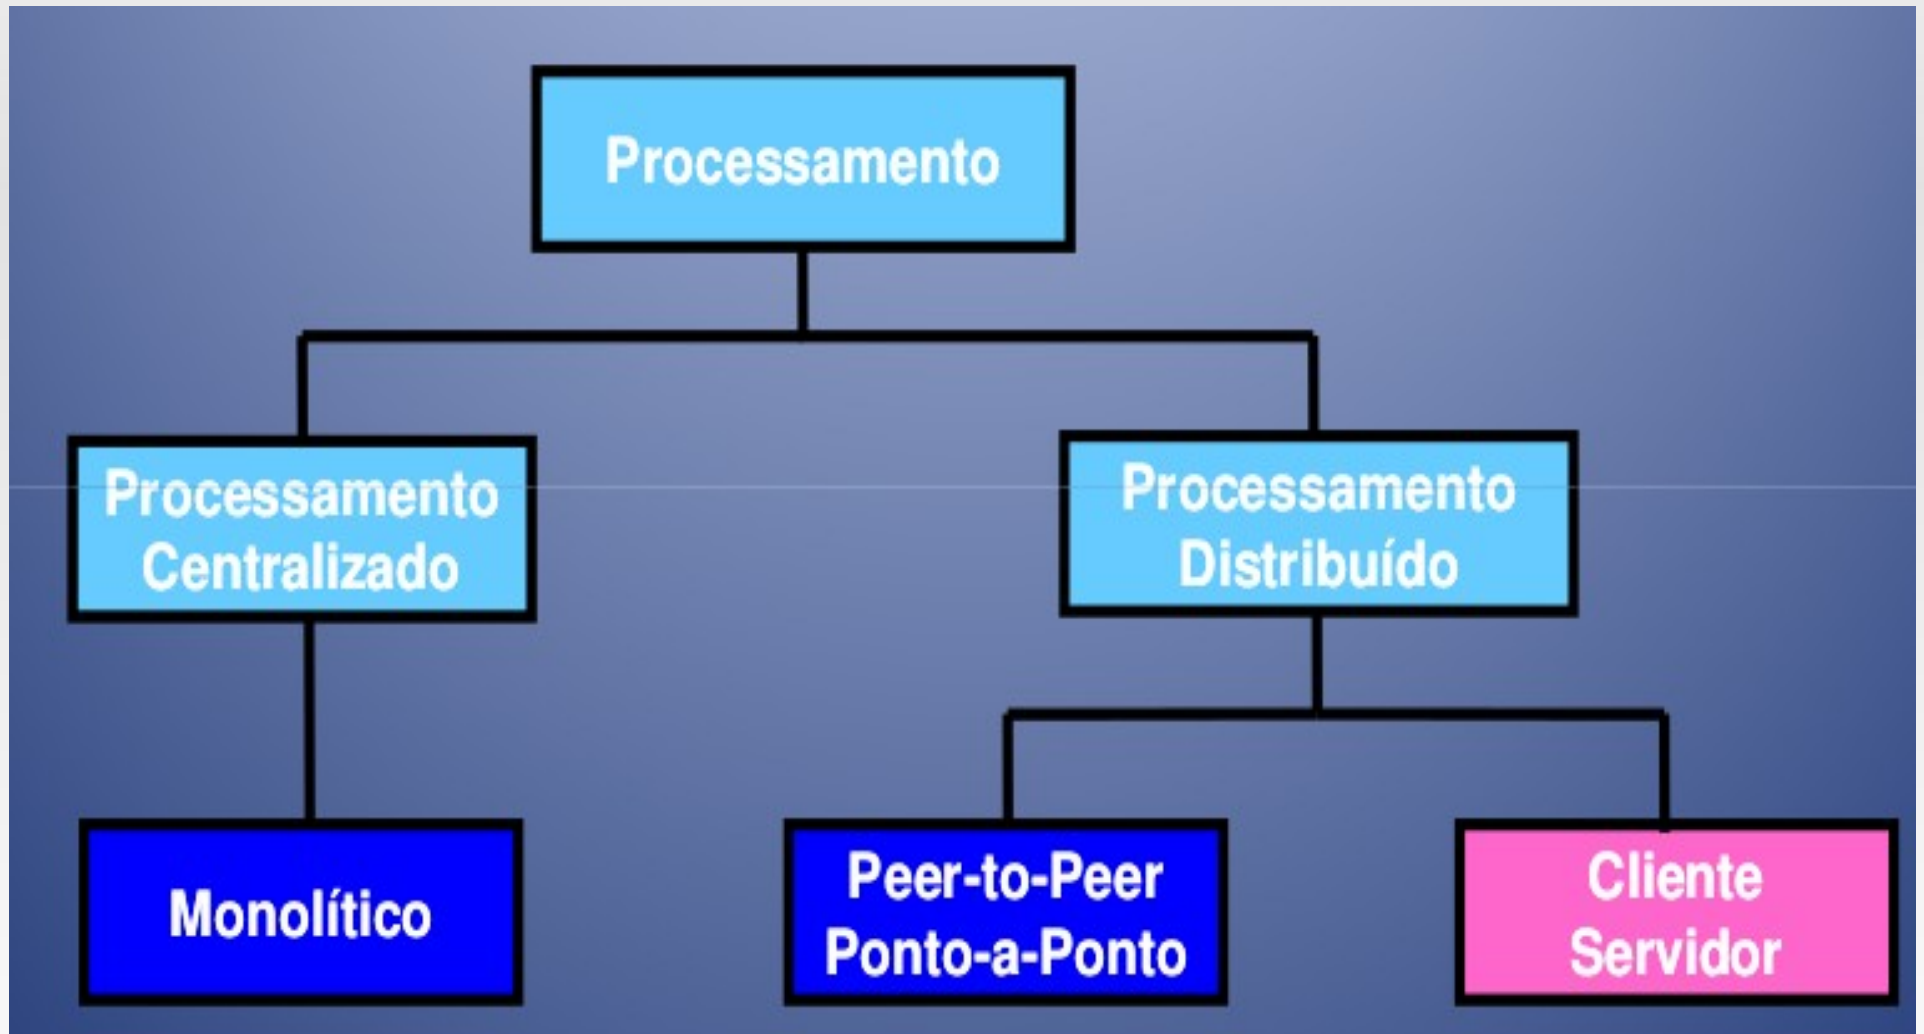 Processamento
Processamento
Centralizado
Processamento
Distribuído
Monolítico
Peer-to-Peer
Ponto-a-Ponto
Cliente
Servidor